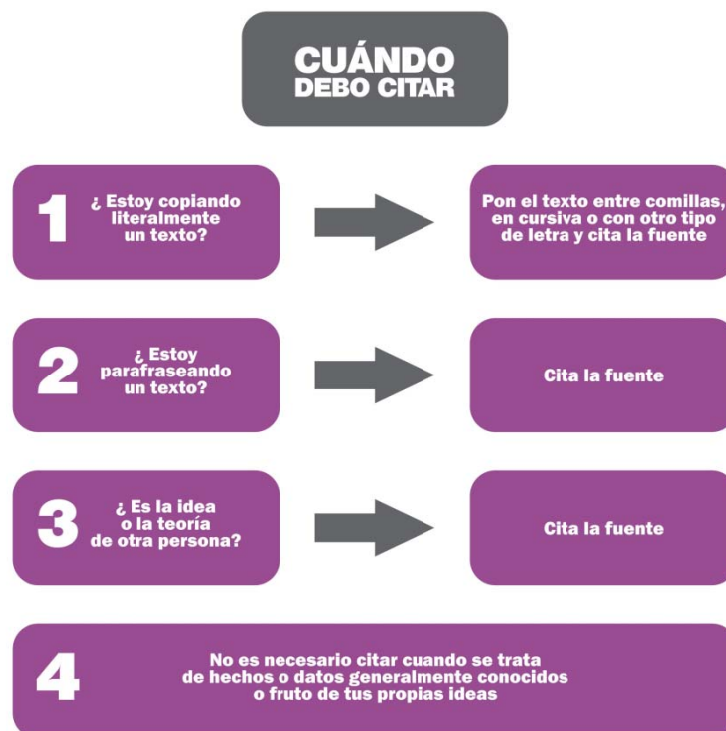 CUÁNDO
DEBO CITAR
1
¿ Estoy copiando
literalmente
un texto?
Pon el texto entre comillas,
en cursiva o con otro tipo
de letra y cita la fuente
2
¿ Estoy
parafraseando
un texto?
Cita la fuente
3
¿ Es la idea
o la teoría
de otra persona?
Cita la fuente
4
No es necesario citar cuando se trata
de hechos o datos generalmente conocidos
o fruto de tus propias ideas